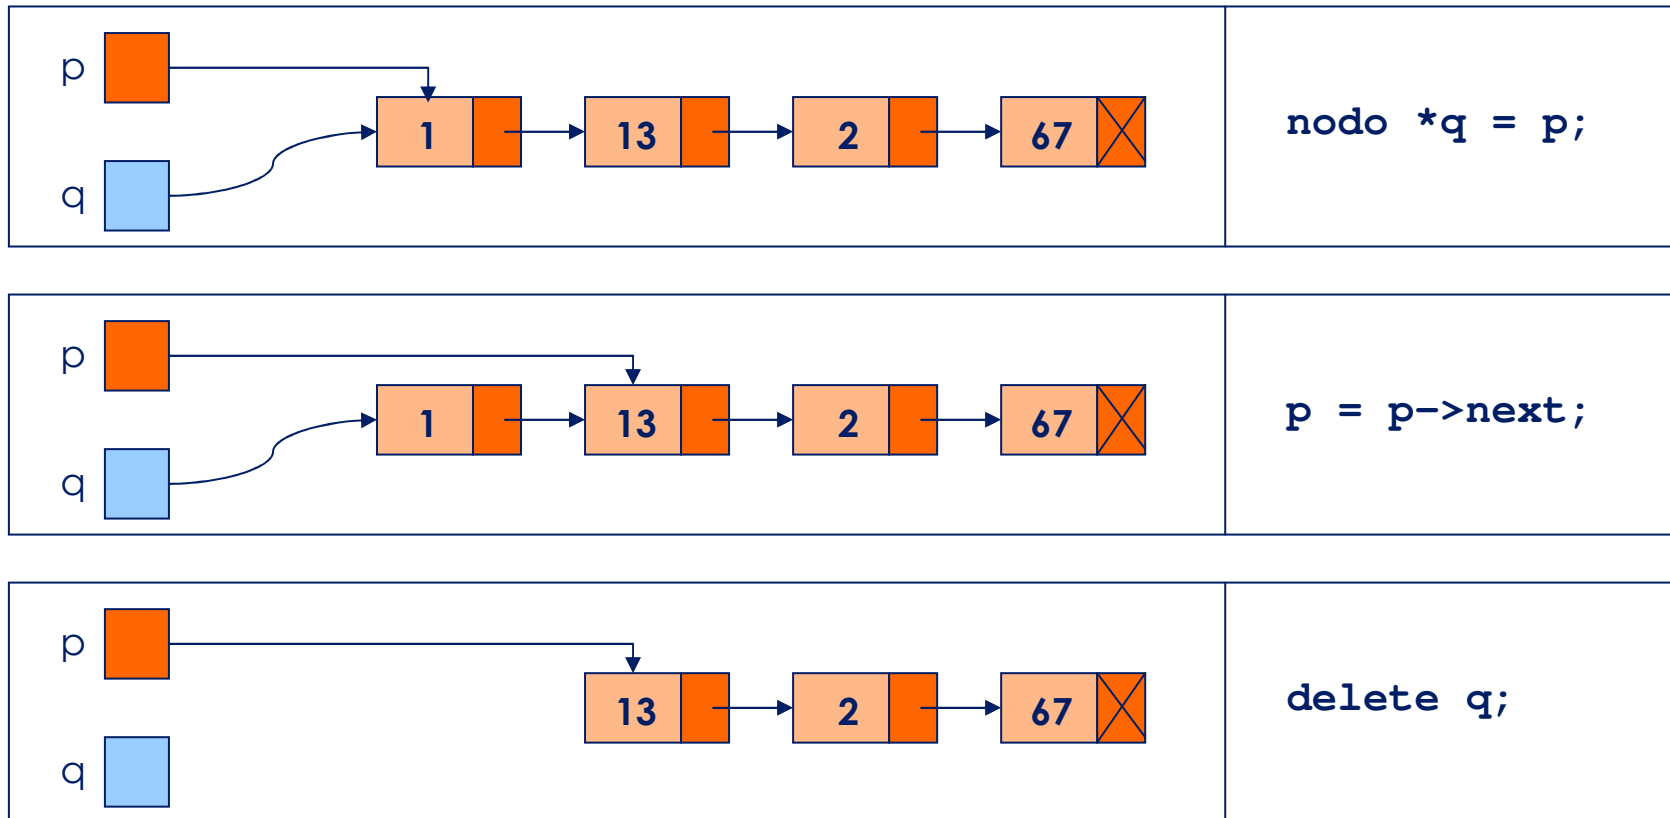 p
1 13 2 67
q
nodo *q = p;
p
1 13 2 67
q
p = p->next;
p
13 2 67
q
delete q;